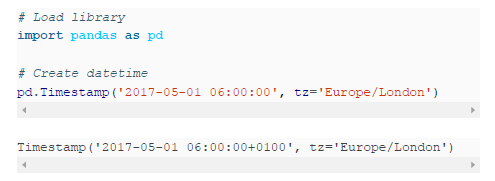 # Load library
import pandas as pd
# Create datetime
pd.Timestamp('2017-05-01 06:00:00', tz='Europe/London')
Timestamp('2017-05-01 06:00:00+0100', tz='Europe/London')